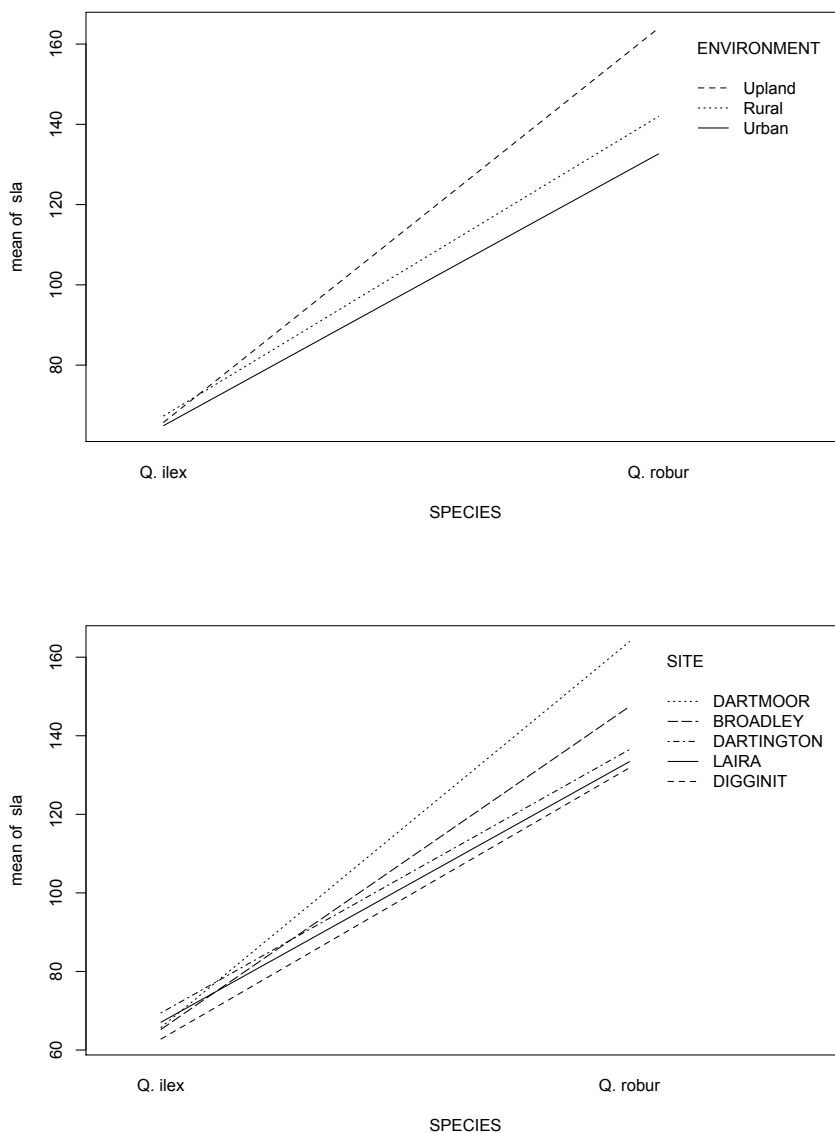 ENVIRONMENT
Upland
Rural
Urban
mean of sla
160
140
120
100
80
Q. ilex
Q. robur
SPECIES
SITE
DARTMOOR
BROADLEY
DARTINGTON
LAIRA
DIGGINIT
mean of sla
160
140
120
100
80
60
Q. ilex
Q. robur
SPECIES